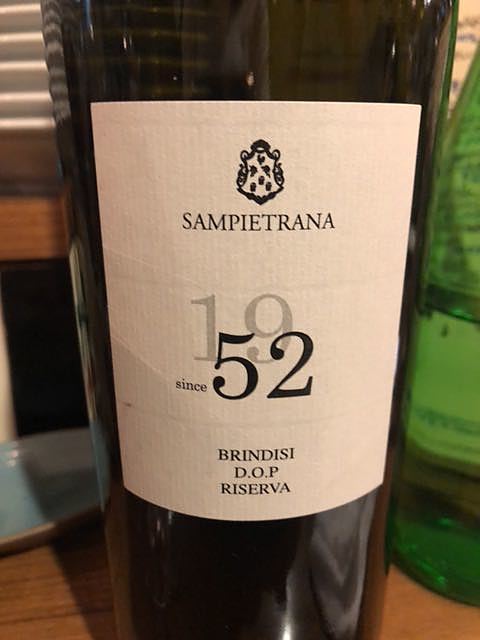 SAMPIETRANA
19
since 52
BRINDISI
D.O.P
RISERVA